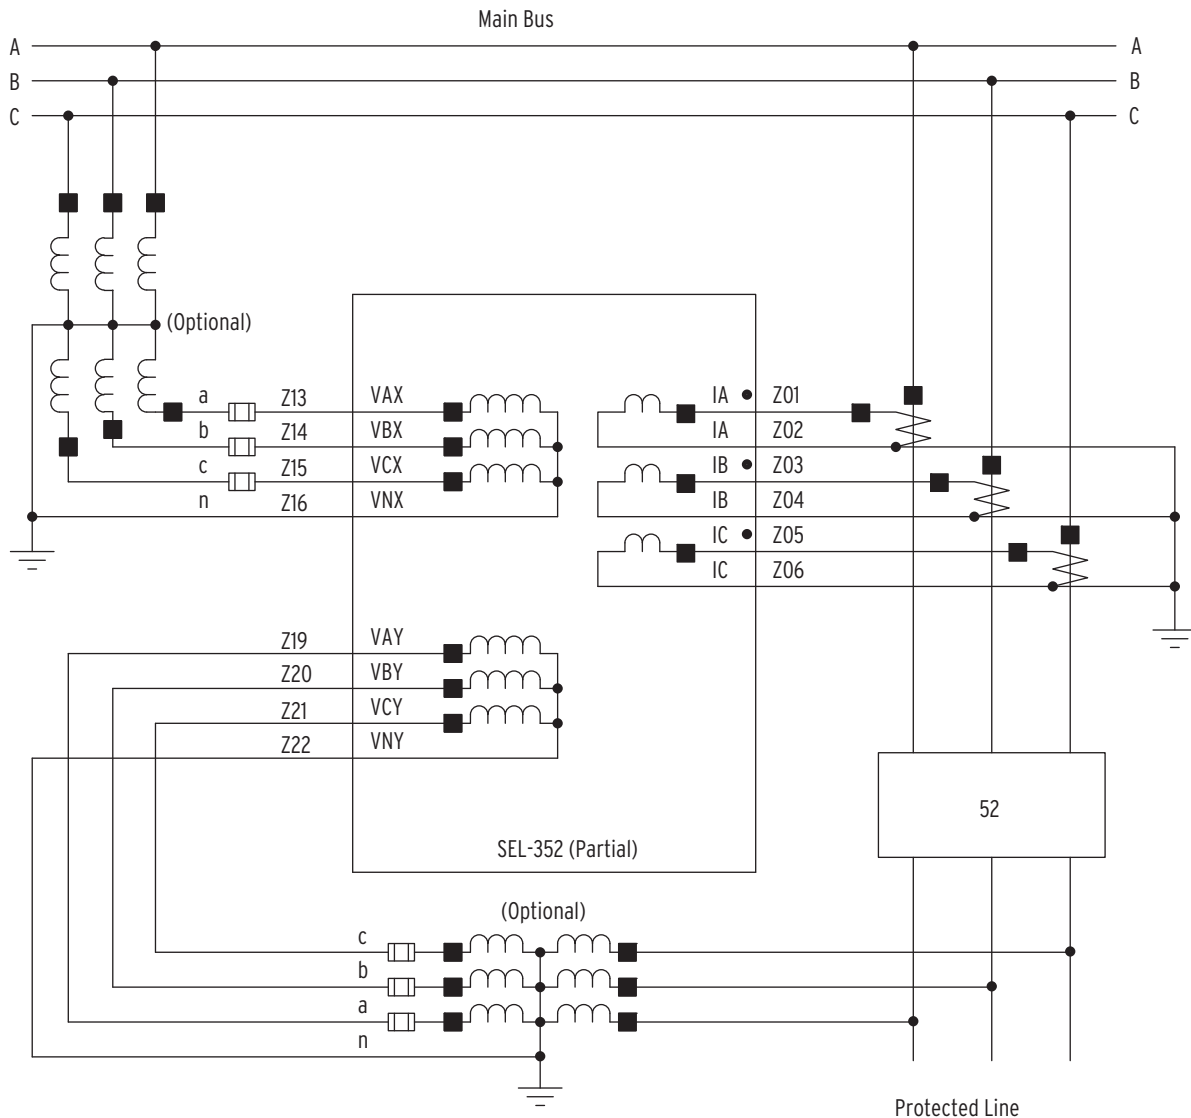 Main Bus
A A
B B
C C
(Optional)
a Z13 VAX IA Z01
b Z14 VBX IA Z02
c Z15 VCX IB Z03
n Z16 VNX IB Z04
IC Z05
IC Z06
Z19 VAY
Z20 VBY
Z21 VCY
Z22 VNY
52
SEL-352 (Partial)
(Optional)
c
b
a
n
Protected Line